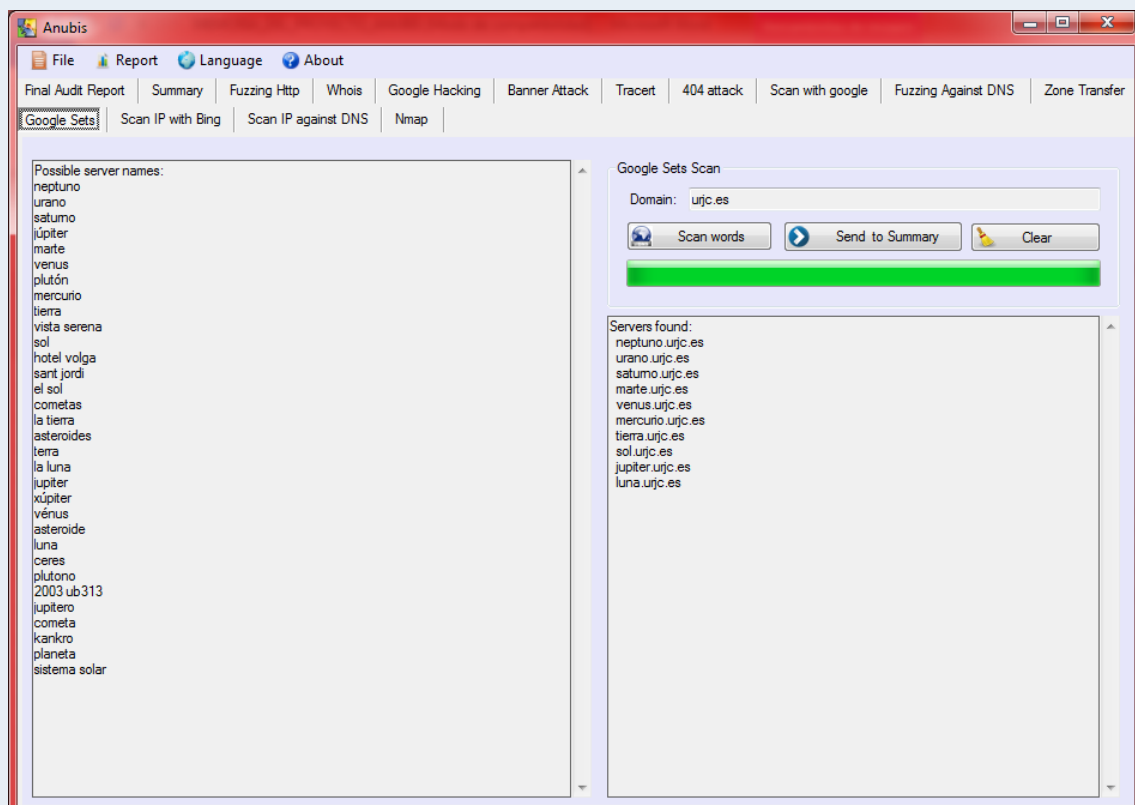 Anubis
File Report Language About
Final Audit Report Summary Fuzzing Http Whois Google Hacking Banner Attack Tracert 404 attack Scan with google Fuzzing Against DNS Zone Transfer
Google Sets Scan IP with Bing Scan IP against DNS Nmap
Possible server names:
neptuno
urano
saturno
júpiter
marte
venus
plutón
mercurio
tierra
vista serena
sol
hotel volga
sant jordi
el sol
cometas
la tierra
asteroides
terra
la luna
jupiter
xúpiter
vénus
asteroide
luna
ceres
plutono
2003 ub313
jupitero
cometa
kankro
planeta
sistema solar
Google Sets Scan
Domain: urjc.es
Scan words Send to Summary Clear
Servers found:
neptuno.urjc.es
urano.urjc.es
saturno.urjc.es
marte.urjc.es
venus.urjc.es
mercurio.urjc.es
tierra.urjc.es
sol.urjc.es
jupiter.urjc.es
luna.urjc.es